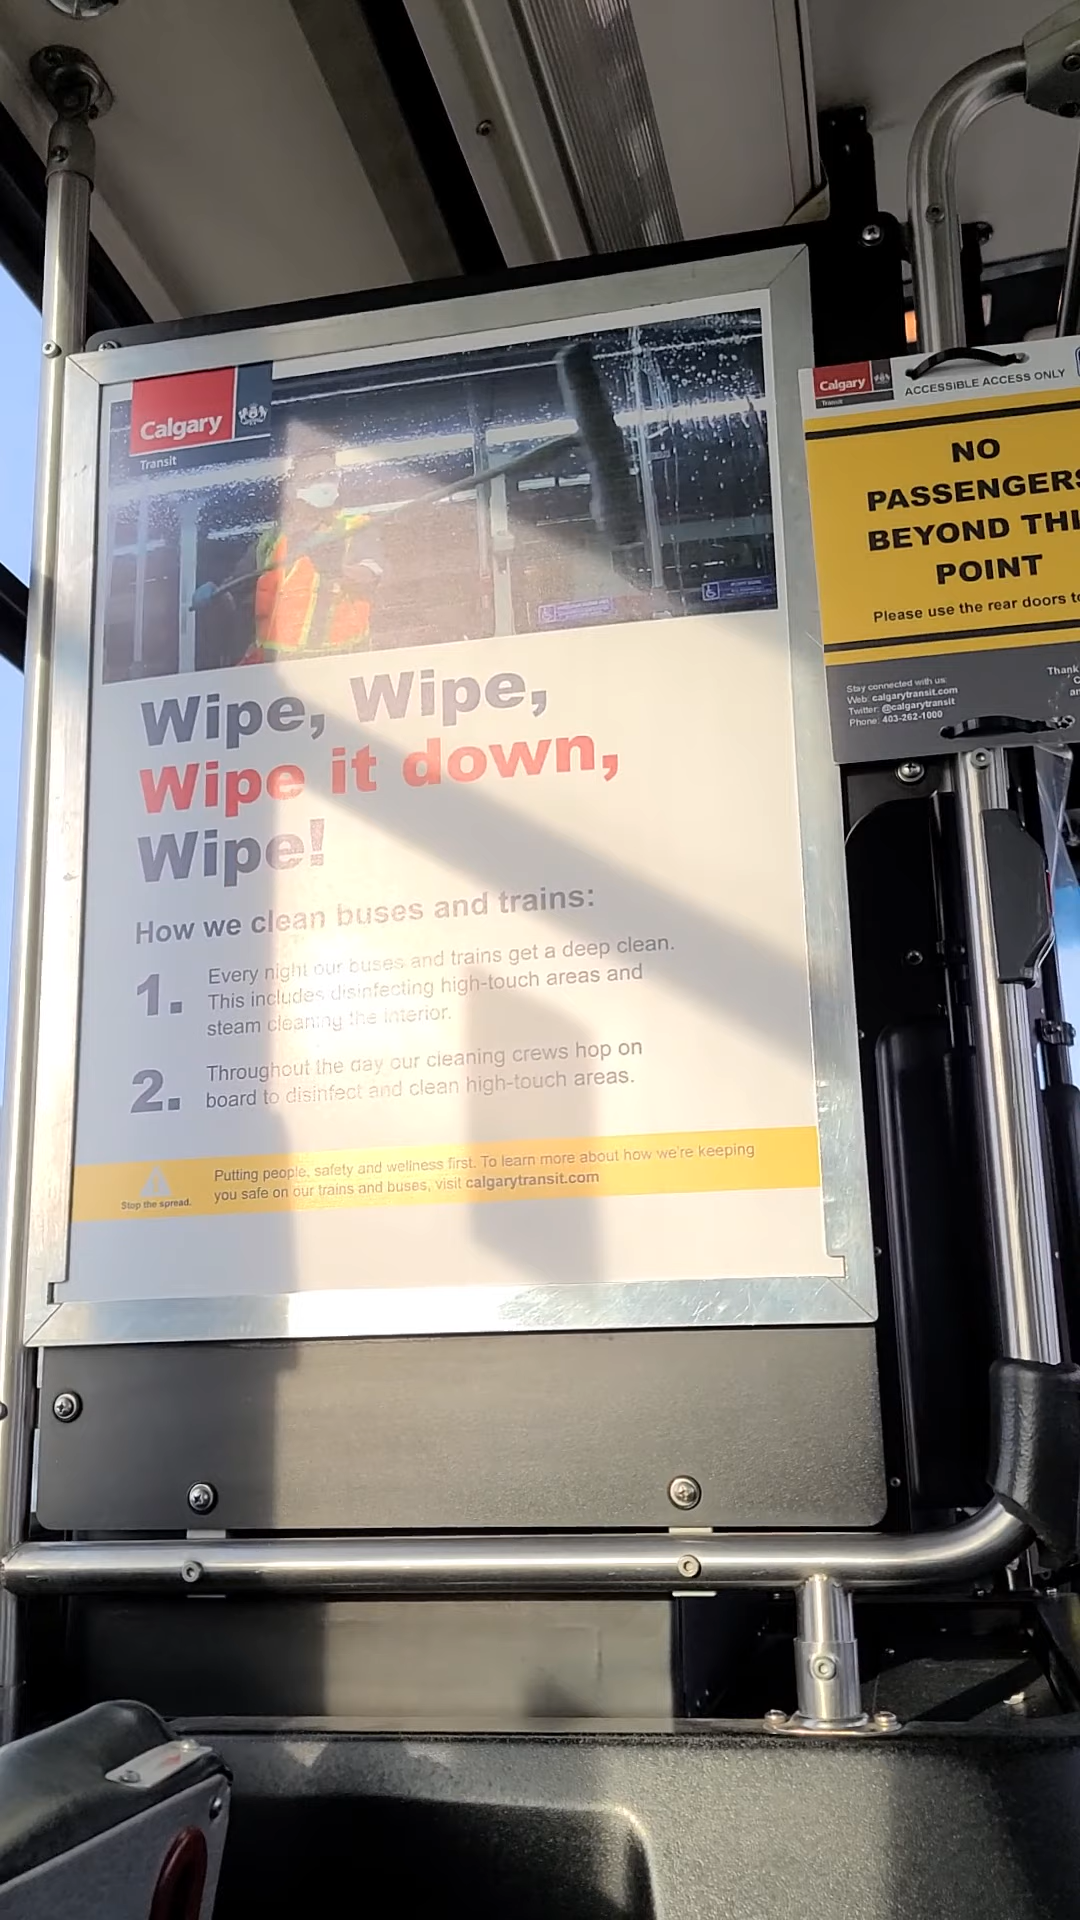 Calgary
Transit
Wipe, Wipe,
Wipe it down,
Wipe!
How we clean buses and trains:
1. Every night our buses and trains get a deep clean.
This includes disinfecting high-touch areas and
steam cleaning the interior.
2. Throughout the day our cleaning crews hop on
board to disinfect and clean high-touch areas.
Stop the spread.
Putting people, safety and wellness first. To learn more about how we're keeping
you safe on our trains and buses, visit calgarytransit.com
Calgary
Transit
ACCESSIBLE ACCESS ONLY
NO
PASSENGERS
BEYOND THI
POINT
Please use the rear doors to
Stay connected with us:
Web: calgarytransit.com
Twitter: @calgarytransit
Phone: 403-262-1000
Thank